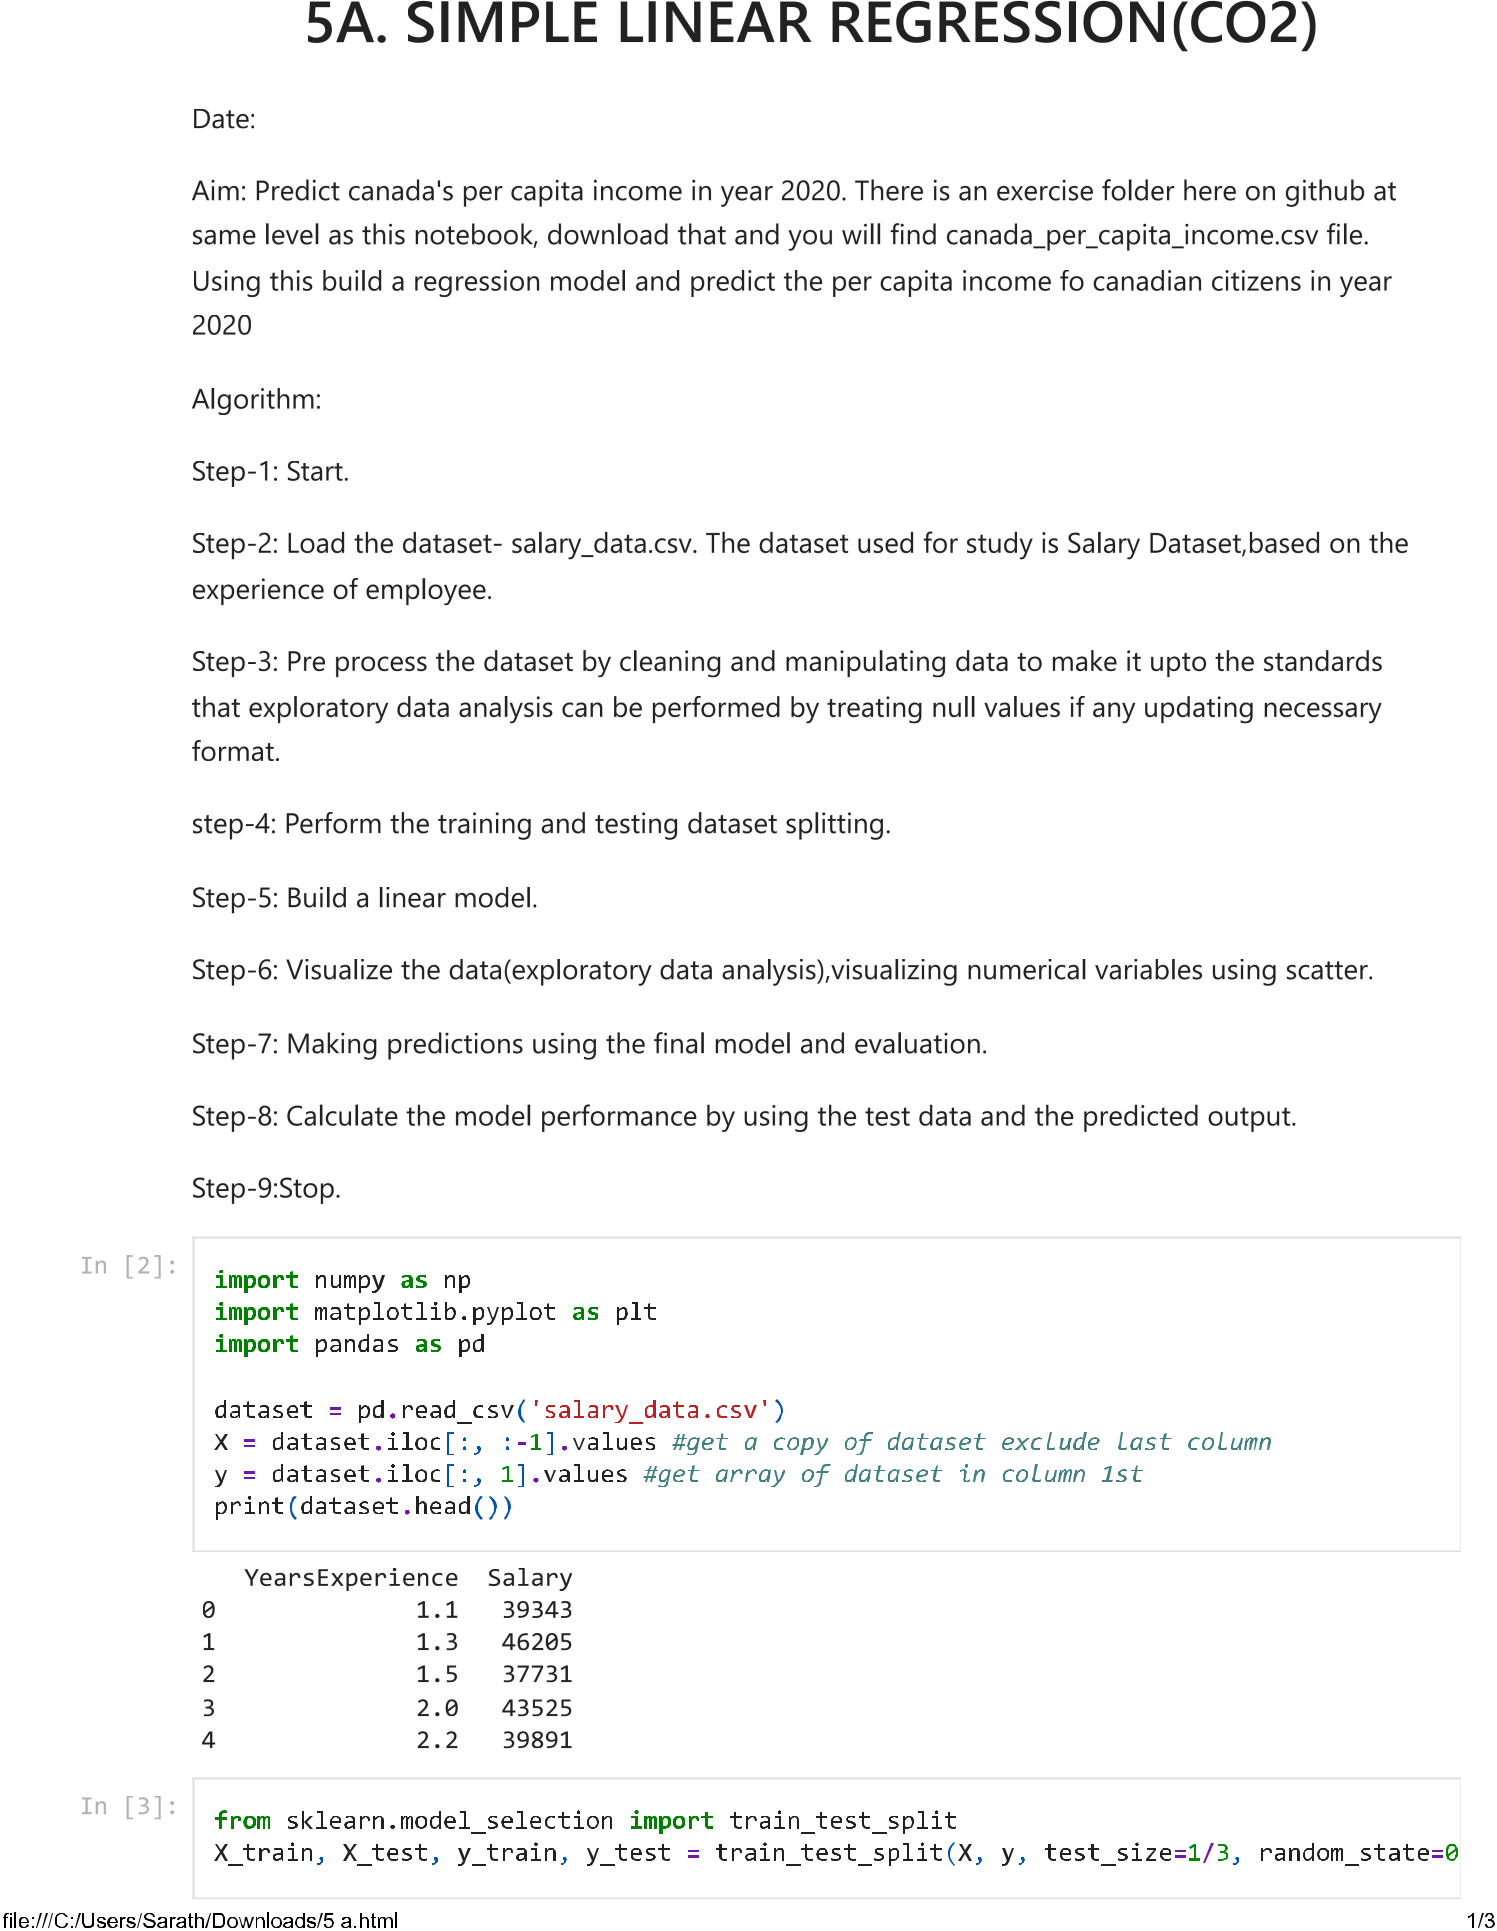 5A. SIMPLE LINEAR REGRESSION(CO2)
Date:
Aim: Predict canada's per capita income in year 2020. There is an exercise folder here on github at
same level as this notebook, download that and you will find canada_per_capita_income.csv file.
Using this build a regression model and predict the per capita income fo canadian citizens in year
2020
Algorithm:
Step-1: Start.
Step-2: Load the dataset- salary_data.csv. The dataset used for study is Salary Dataset,based on the
experience of employee.
Step-3: Pre process the dataset by cleaning and manipulating data to make it upto the standards
that exploratory data analysis can be performed by treating null values if any updating necessary
format.
step-4: Perform the training and testing dataset splitting.
Step-5: Build a linear model.
Step-6: Visualize the data(exploratory data analysis),visualizing numerical variables using scatter.
Step-7: Making predictions using the final model and evaluation.
Step-8: Calculate the model performance by using the test data and the predicted output.
Step-9:Stop.
In [2]:
import numpy as np
import matplotlib.pyplot as plt
import pandas as pd
dataset = pd.read_csv('salary_data.csv')
X = dataset.iloc[:, :-1].values #get a copy of dataset exclude last column
y = dataset.iloc[:, 1].values #get array of dataset in column 1st
print(dataset.head())
YearsExperience Salary
0 1.1 39343
1 1.3 46205
2 1.5 37731
3 2.0 43525
4 2.2 39891
In [3]:
from sklearn.model_selection import train_test_split
X_train, X_test, y_train, y_test = train_test_split(X, y, test_size=1/3, random_state=0
file:///C:/Users/Sarath/Downloads/5 a.html 1/3